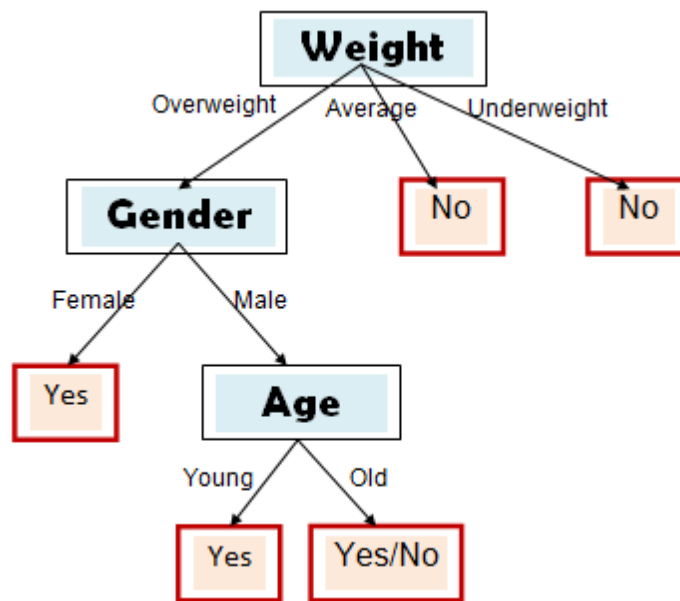 Weight
Overweight
Average
Underweight
Gender
No
No
Female
Male
Yes
Age
Young
Old
Yes
Yes/No